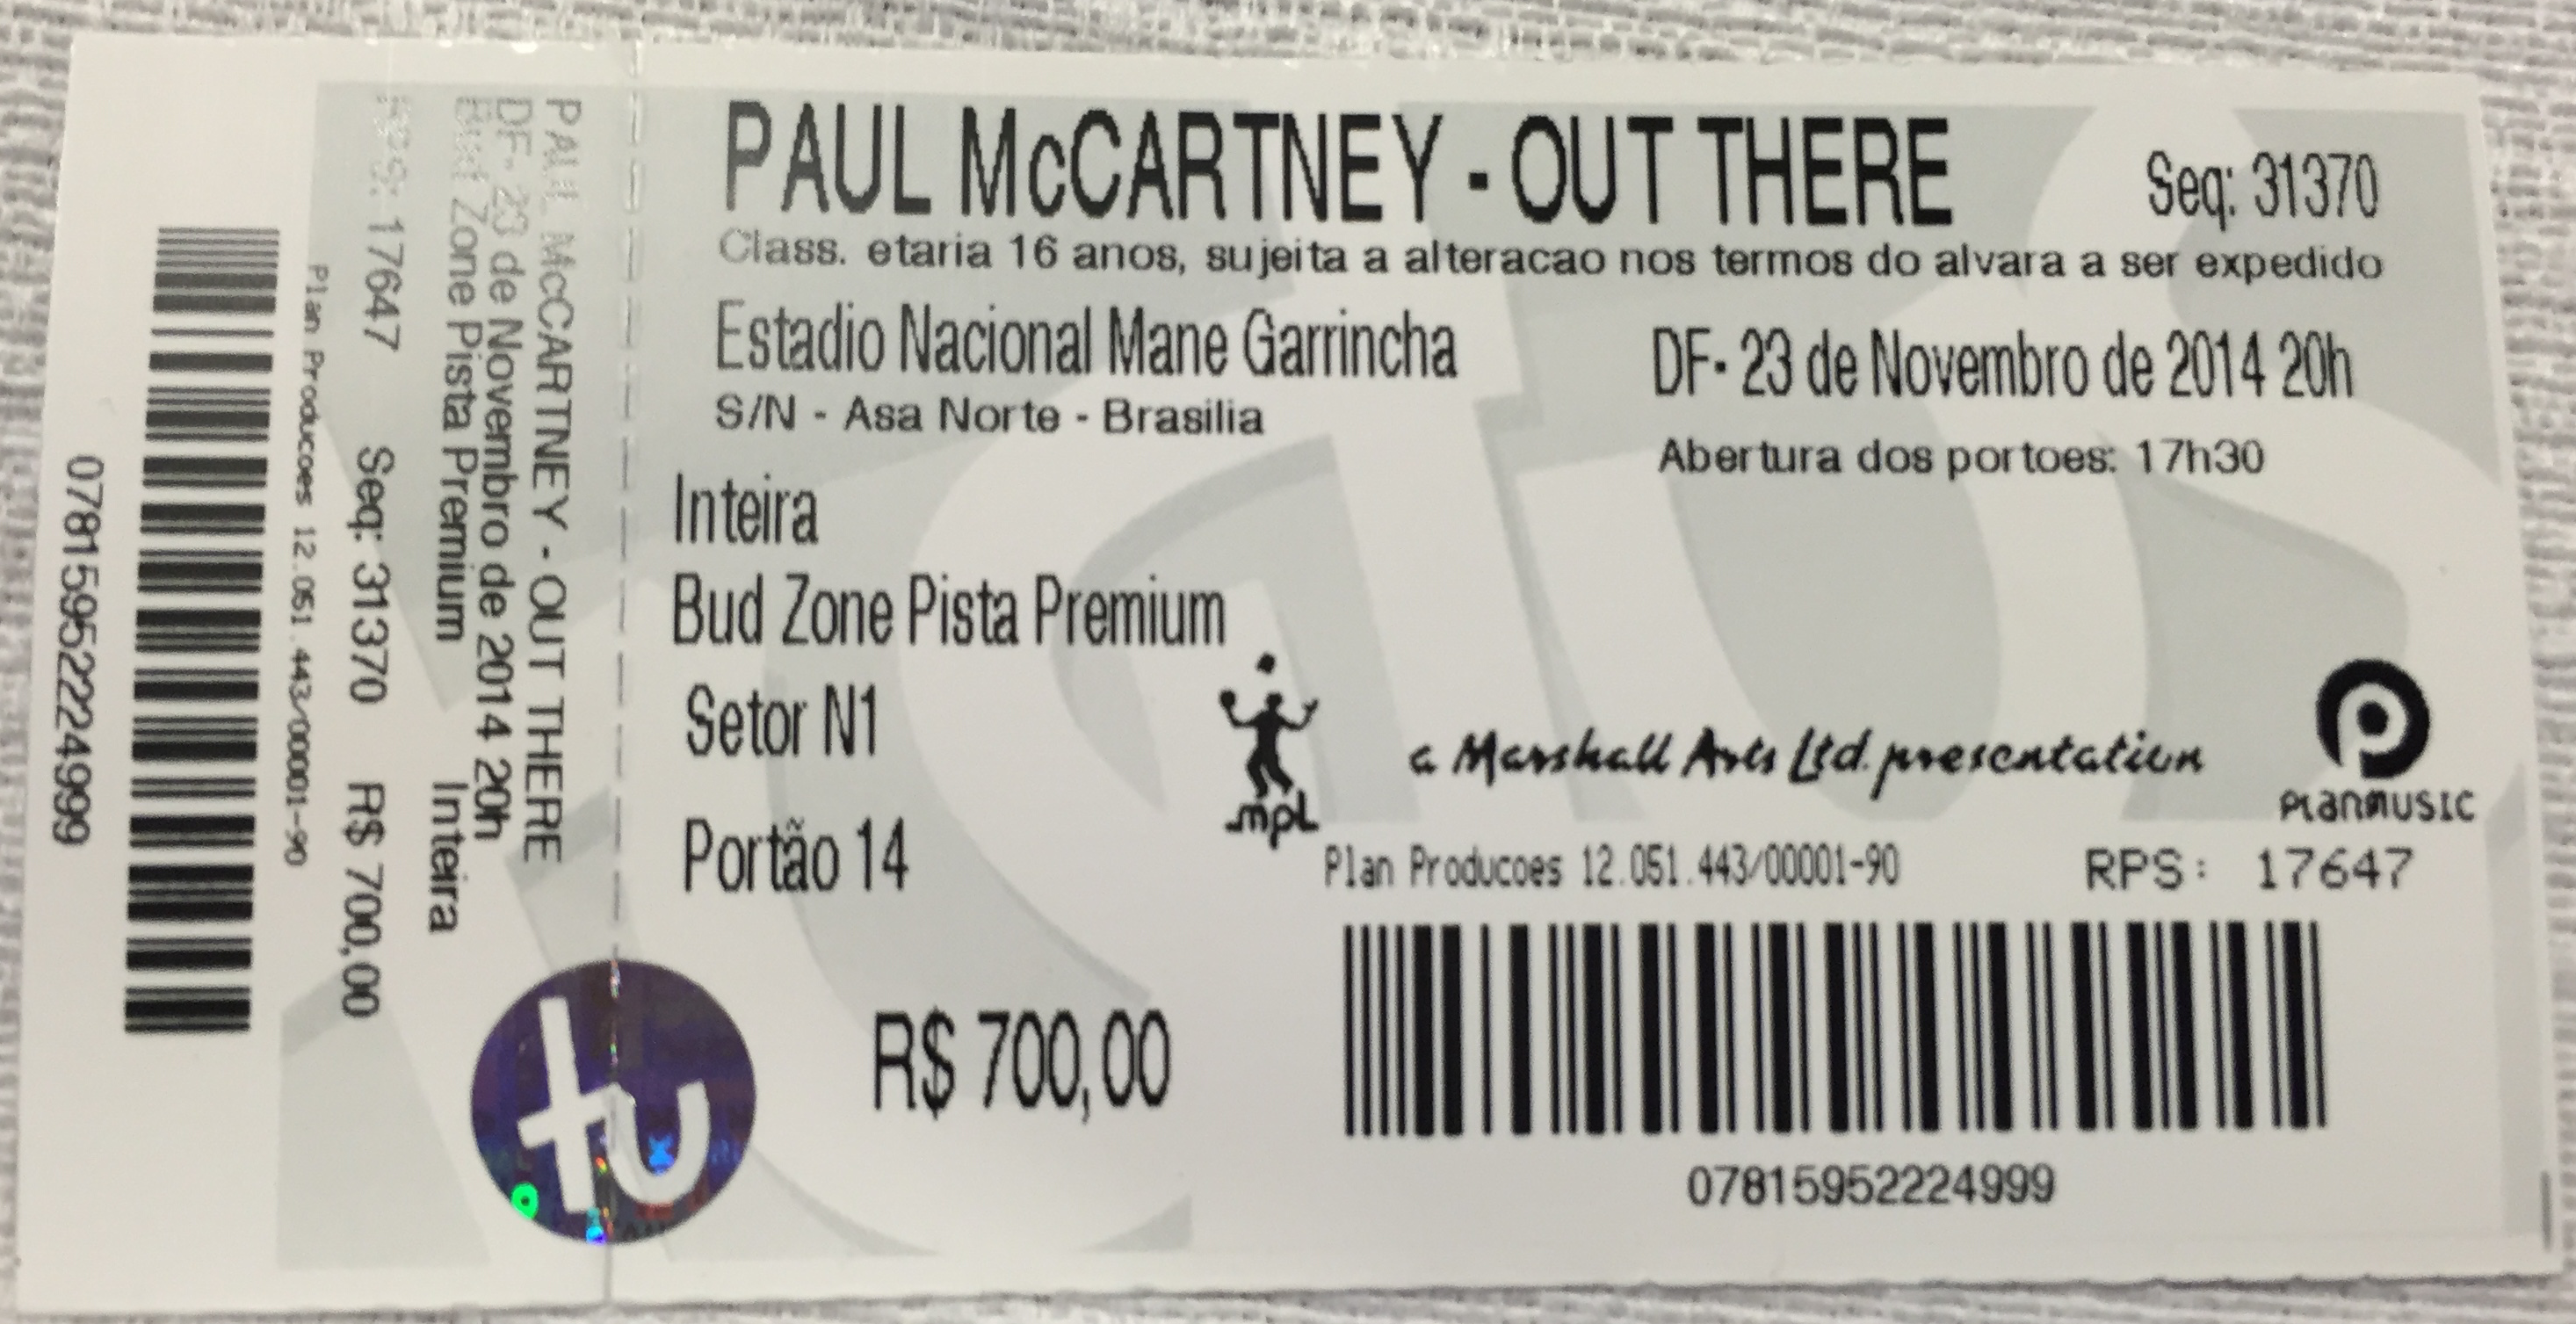 PAUL McCARTNEY - OUT THERE
Seq: 31370
Class. etaria 16 anos, sujeita a alteracao nos termos do alvara a ser expedido
Estadio Nacional Mane Garrincha
S/N - Asa Norte - Brasilia
DF- 23 de Novembro de 2014 20h
Abertura dos portoes: 17h30
Inteira
Bud Zone Pista Premium
Setor N1
Portão 14
mpL
a Marshall Arts Ltd. presentation
PLANMUSIC
Plan Producoes 12.051.443/00001-90
RPS: 17647
R$ 700,00
07815952224999
tu
PAUL McCARTNEY - OUT THERE
DF- 23 de Novembro de 2014 20h
Bud Zone Pista Premium Inteira
RPS: 17647 Seq: 31370 R$ 700,00
Plan Producoes 12.051.443/00001-90
07815952224999